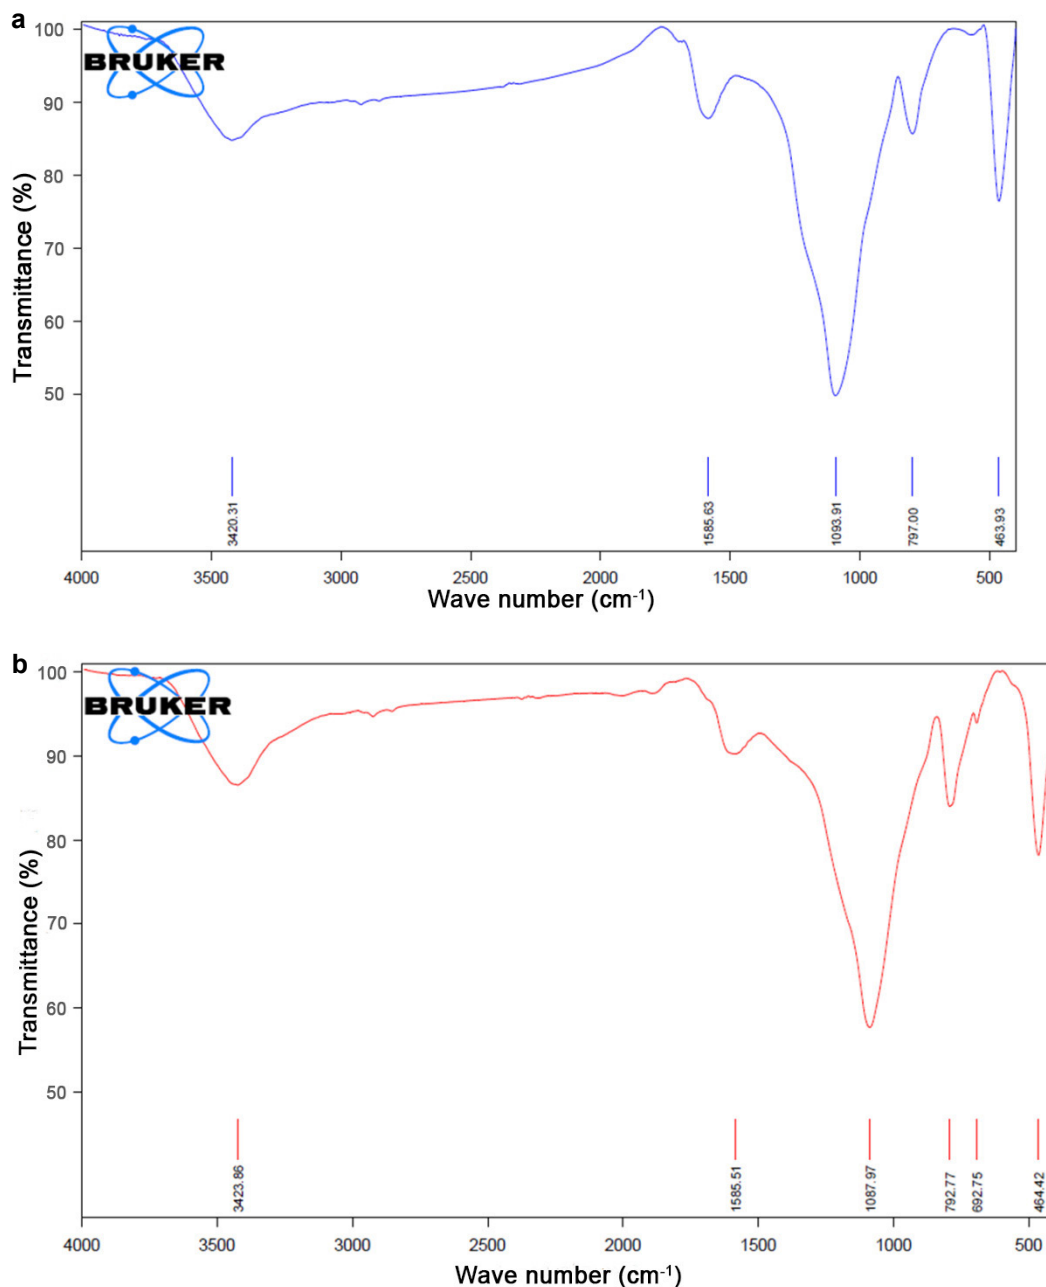 a
BRUKER
100
90
80
70
60
50
Transmittance (%)
3420.31
1585.63
1093.91
797.00
463.93
4000 3500 3000 2500 2000 1500 1000 500
Wave number (cm-1)
b
BRUKER
100
90
80
70
60
50
Transmittance (%)
3423.86
1585.51
1087.97
792.77
692.75
464.42
4000 3500 3000 2500 2000 1500 1000 500
Wave number (cm-1)